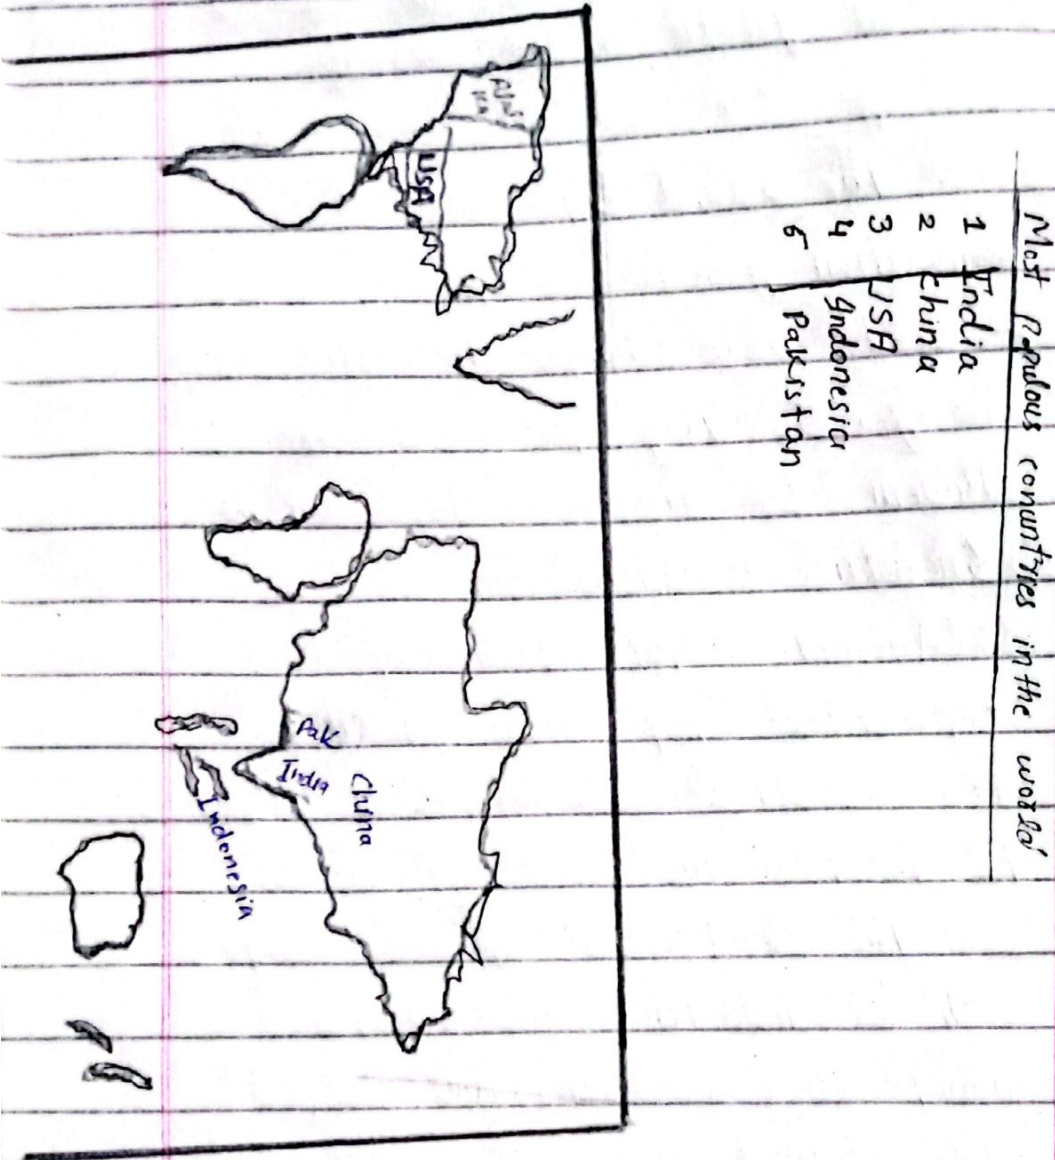 Most Populous conuntries in the world
1 India
2 China
3 USA
4 Indonesia
5 Pakistan
USA
Pak
India
China
Indonesia